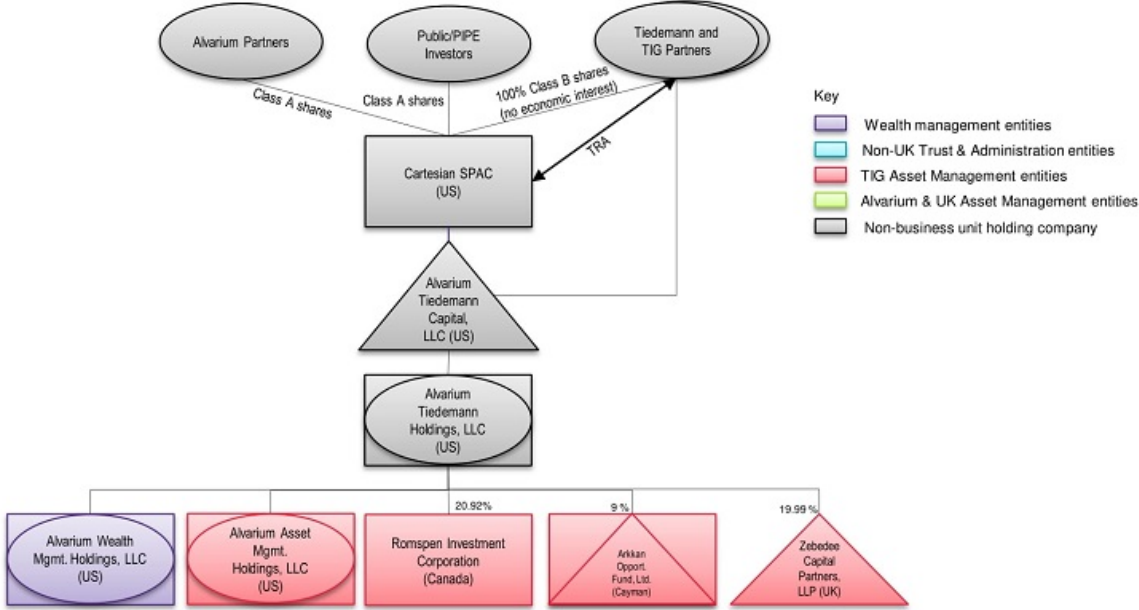 Alvarium Partners
Public/PIPE
Investors
Tiedemann and
TIG Partners
Class A shares
Class A shares
100% Class B shares
(no economic interest)
TRA
Cartesian SPAC
(US)
Key
Wealth management entities
Non-UK Trust & Administration entities
TIG Asset Management entities
Alvarium & UK Asset Management entities
Non-business unit holding company
Alvarium
Tiedemann
Capital,
LLC (US)
Alvarium
Tiedemann
Holdings, LLC
(US)
20.92%
9 %
19.99 %
Alvarium Wealth
Mgmt. Holdings, LLC
(US)
Alvarium Asset
Mgmt.
Holdings, LLC
(US)
Romspen Investment
Corporation
(Canada)
Arkkan
Opport.
Fund, Ltd.
(Cayman)
Zebedee
Capital
Partners,
LLP (UK)